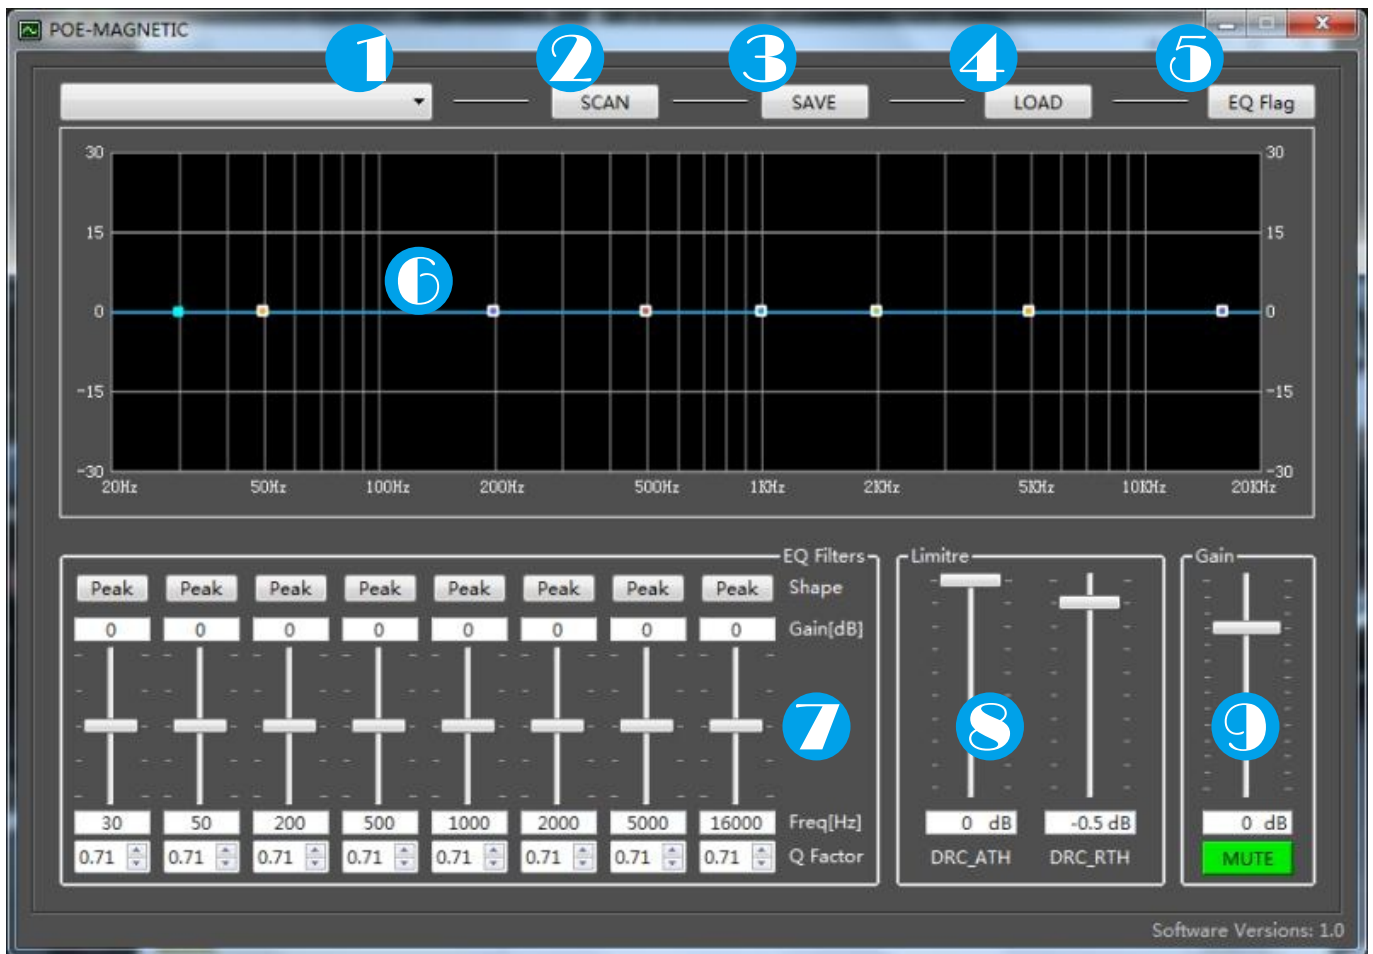 POE-MAGNETIC
1 2 3 4 5
SCAN SAVE LOAD EQ Flag
30 30
15 15
6
0 0
-15 -15
-30 -30
20Hz 50Hz 100Hz 200Hz 500Hz 1KHz 2KHz 5KHz 10KHz 20KHz
EQ Filters Limitre Gain
Peak Peak Peak Peak Peak Peak Peak Peak Shape
0 0 0 0 0 0 0 0 Gain[dB]
7 8 9
30 50 200 500 1000 2000 5000 16000 Freq[Hz] 0 dB -0.5 dB 0 dB
0.71 0.71 0.71 0.71 0.71 0.71 0.71 0.71 Q Factor DRC_ATH DRC_RTH MUTE
Software Versions: 1.0